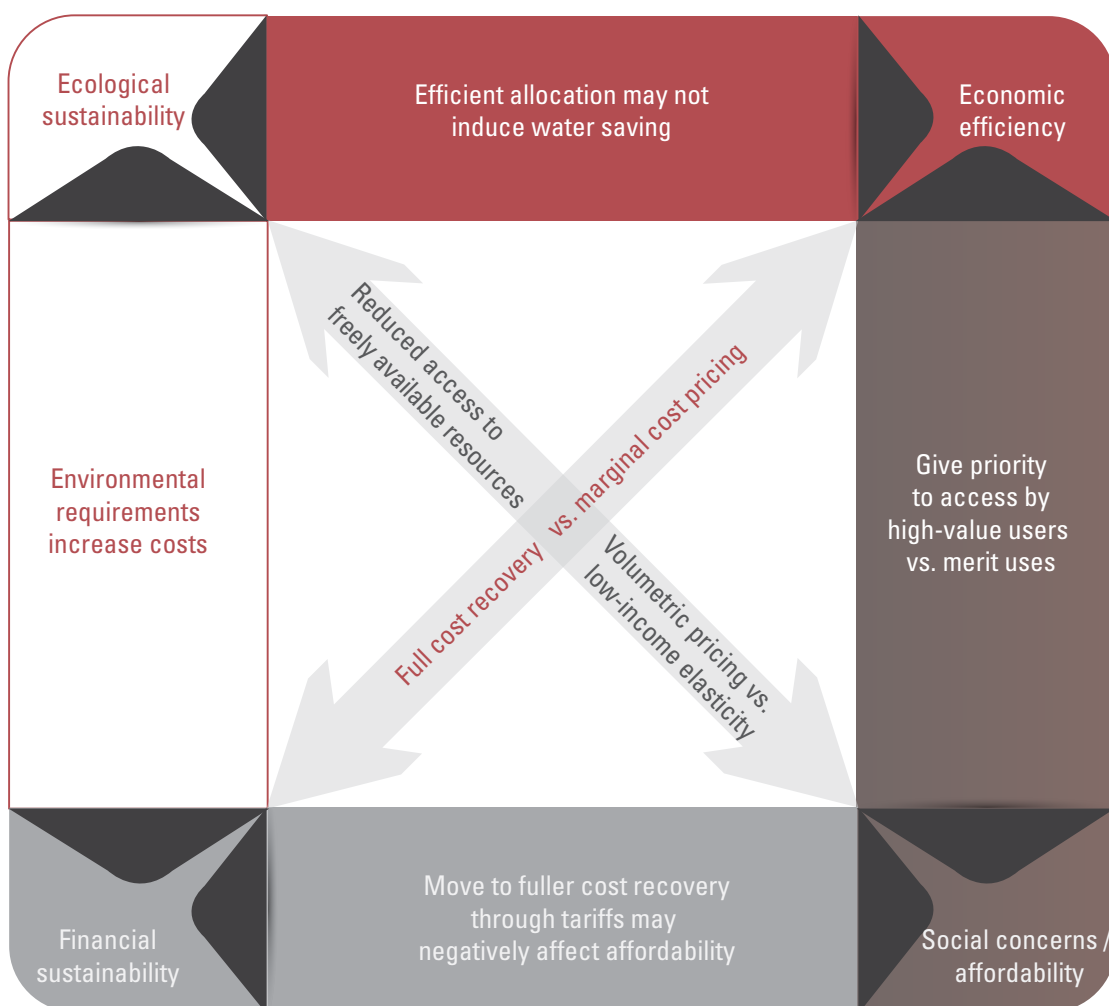 Ecological
sustainability
Efficient allocation may not
induce water saving
Economic
efficiency
Reduced access to
freely available resources
Full cost recovery vs. marginal cost pricing
Volumetric pricing vs.
low-income elasticity
Environmental
requirements
increase costs
Give priority
to access by
high-value users
vs. merit uses
Financial
sustainability
Move to fuller cost recovery
through tariffs may
negatively affect affordability
Social concerns /
affordability